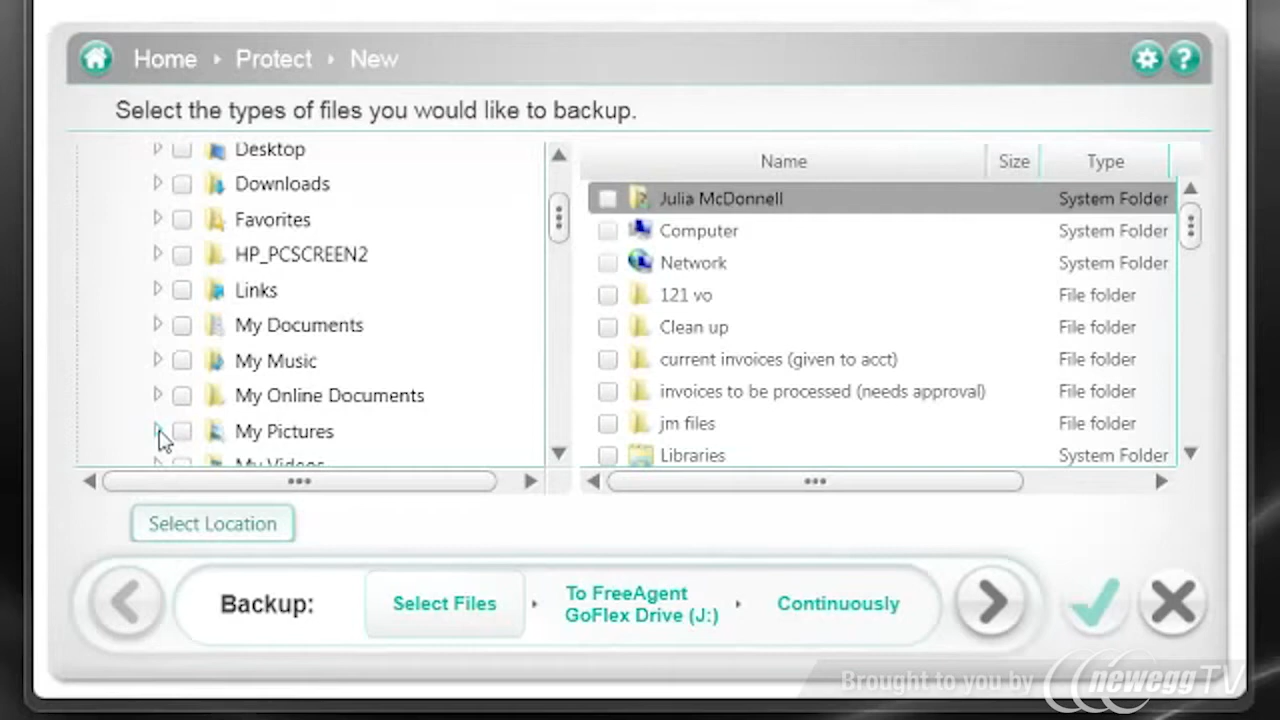 Home ▸ Protect ▸ New
Select the types of files you would like to backup.
Desktop
Downloads
Favorites
HP_PCSCREEN2
Links
My Documents
My Music
My Online Documents
My Pictures
My Videos
Select Location
Name Size Type
Julia McDonnell System Folder
Computer System Folder
Network System Folder
121 vo File folder
Clean up File folder
current invoices (given to acct) File folder
invoices to be processed (needs approval) File folder
jm files File folder
Libraries System Folder
Backup:
Select Files
To FreeAgent
GoFlex Drive (J:)
Continuously
Brought to you by newegg TV